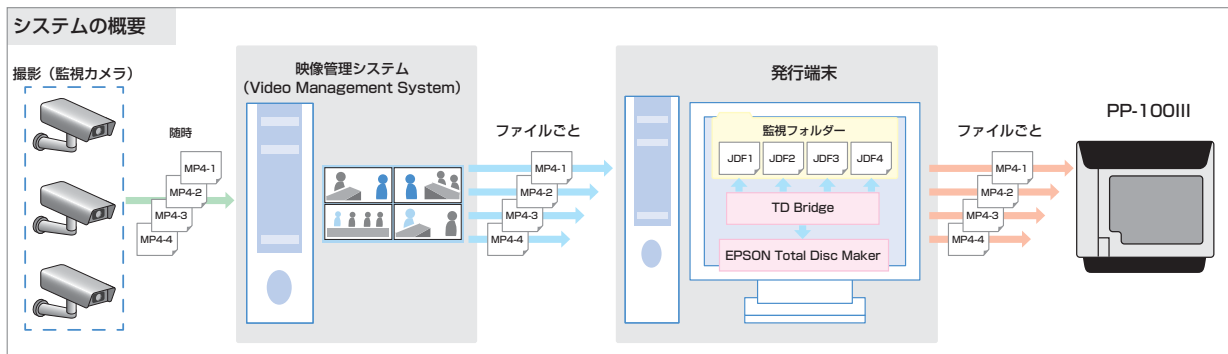 システムの概要
撮影（監視カメラ）
随時
MP4-1
MP4-2
MP4-3
MP4-4
映像管理システム
（Video Management System）
ファイルごと
MP4-1
MP4-2
MP4-3
MP4-4
発行端末
監視フォルダー
JDF1
JDF2
JDF3
JDF4
TD Bridge
EPSON Total Disc Maker
ファイルごと
MP4-1
MP4-2
MP4-3
MP4-4
PP-100III